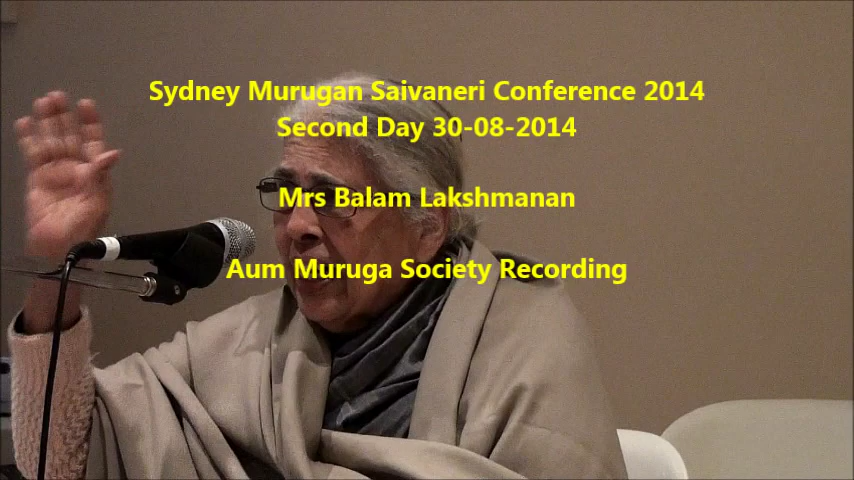 Sydney Murugan Saivaneri Conference 2014
Second Day 30-08-2014
Mrs Balam Lakshmanan
Aum Muruga Society Recording